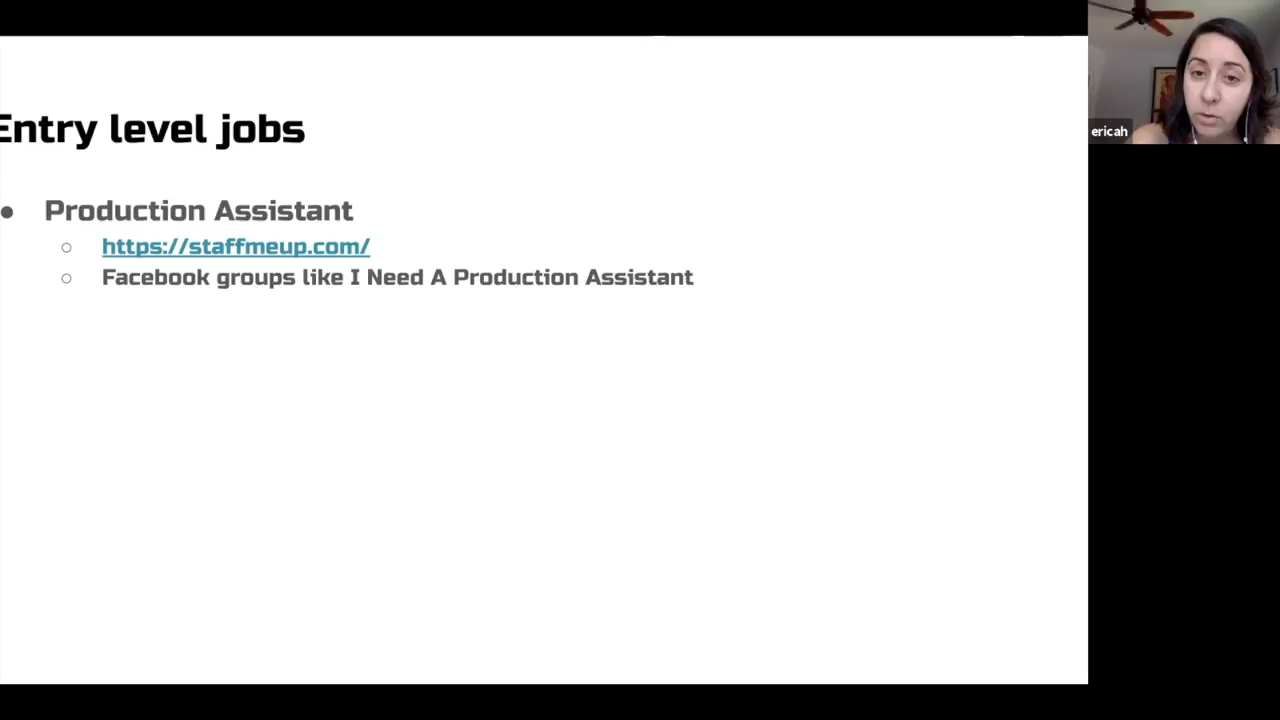 Entry level jobs
● Production Assistant
○ https://staffmeup.com/
○ Facebook groups like I Need A Production Assistant
ericah